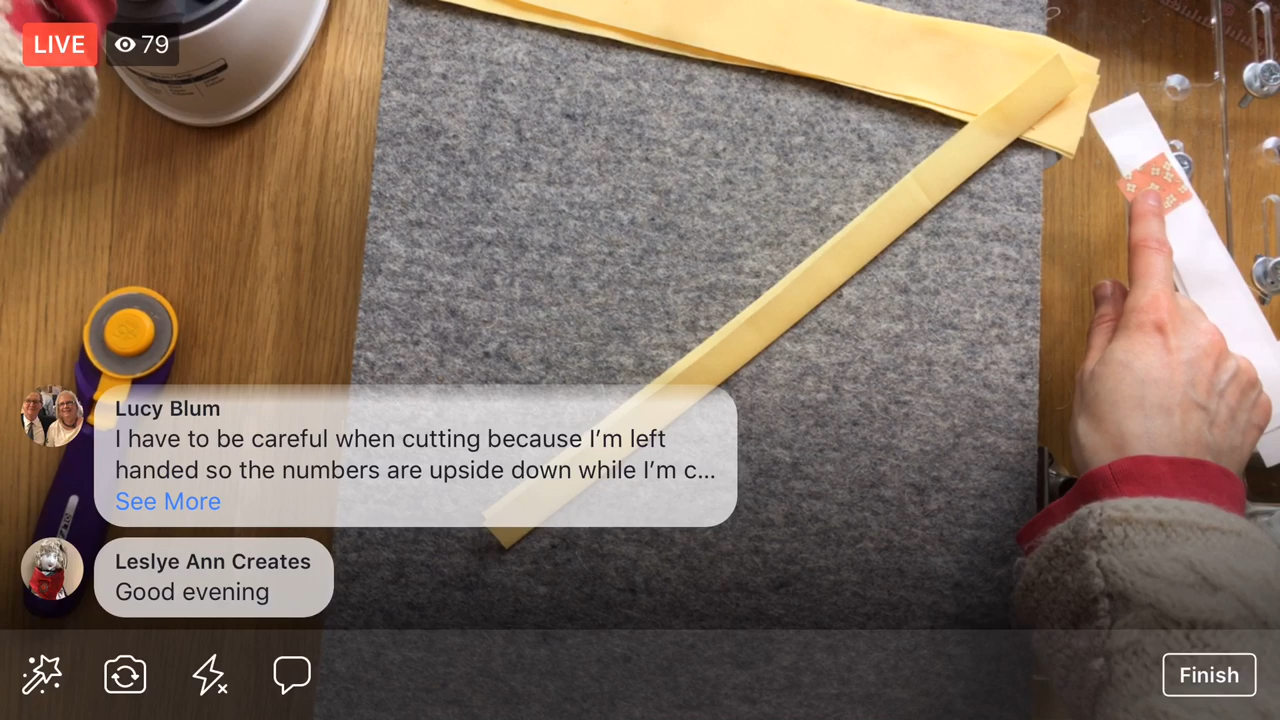 LIVE
79
Lucy Blum
I have to be careful when cutting because I’m left
handed so the numbers are upside down while I’m c...
See More
Leslye Ann Creates
Good evening
Finish